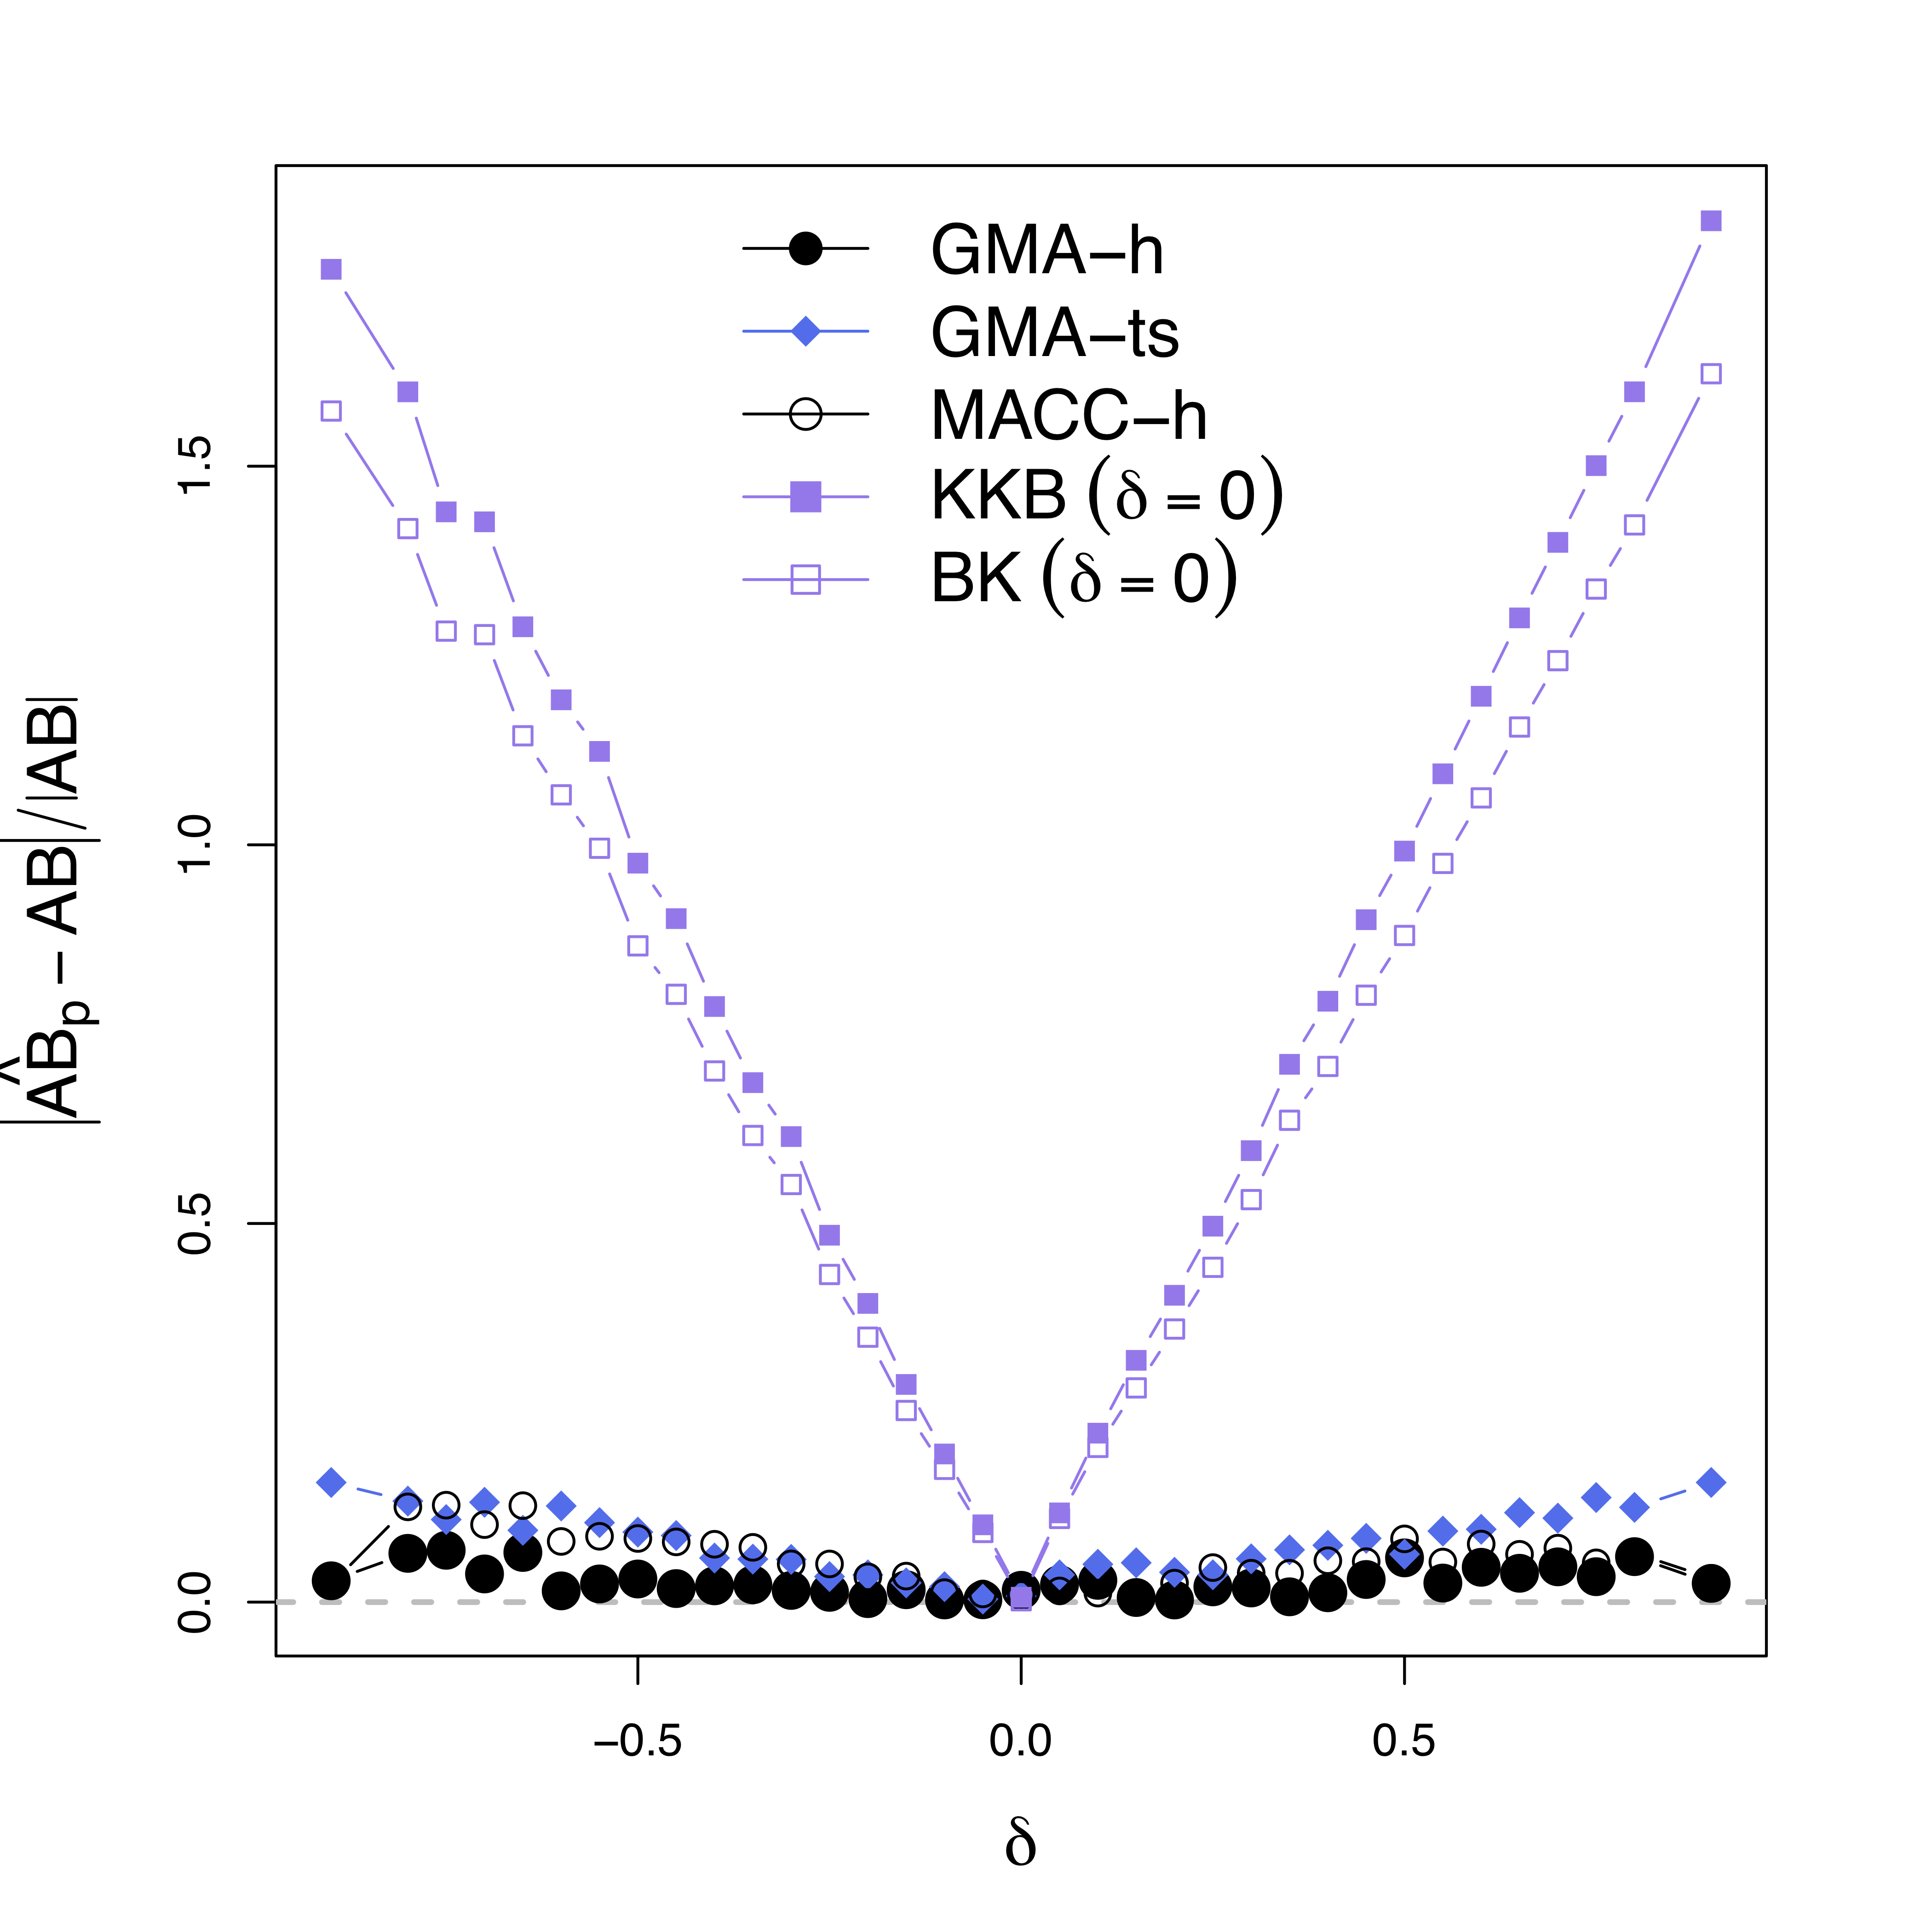 GMA−h
GMA−ts
MACC−h
KKB (δ = 0)
BK (δ = 0)
|ÂB_p − AB| / |AB|
1.5
1.0
0.5
0.0
−0.5 0.0 0.5
δ